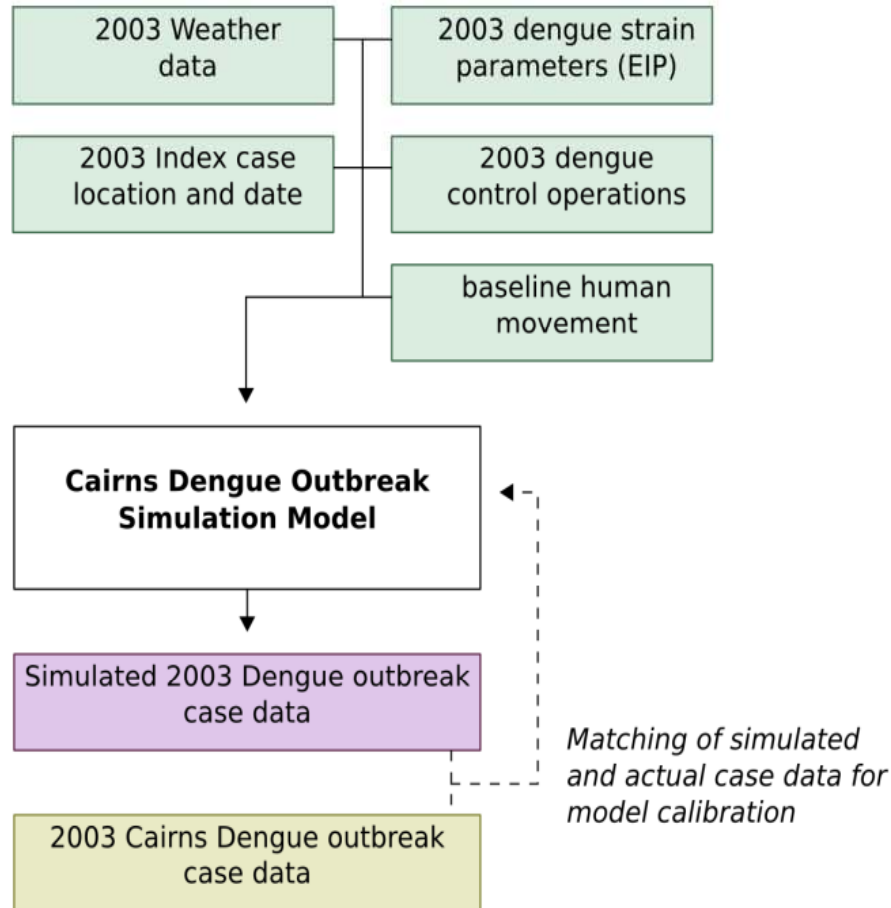 2003 Weather
data
2003 dengue strain
parameters (EIP)
2003 Index case
location and date
2003 dengue
control operations
baseline human
movement
Cairns Dengue Outbreak
Simulation Model
Simulated 2003 Dengue outbreak
case data
Matching of simulated
and actual case data for
model calibration
2003 Cairns Dengue outbreak
case data